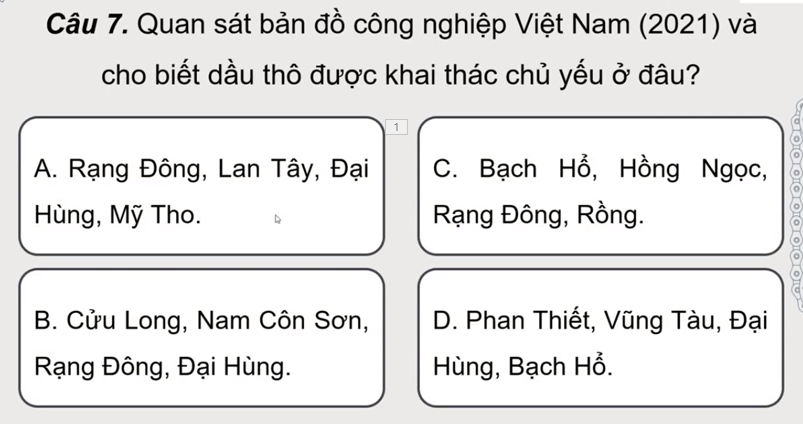 Câu 7. Quan sát bản đồ công nghiệp Việt Nam (2021) và
cho biết dầu thô được khai thác chủ yếu ở đâu?
1
A. Rạng Đông, Lan Tây, Đại
Hùng, Mỹ Tho.
C. Bạch Hổ, Hồng Ngọc,
Rạng Đông, Rồng.
B. Cửu Long, Nam Côn Sơn,
Rạng Đông, Đại Hùng.
D. Phan Thiết, Vũng Tàu, Đại
Hùng, Bạch Hổ.